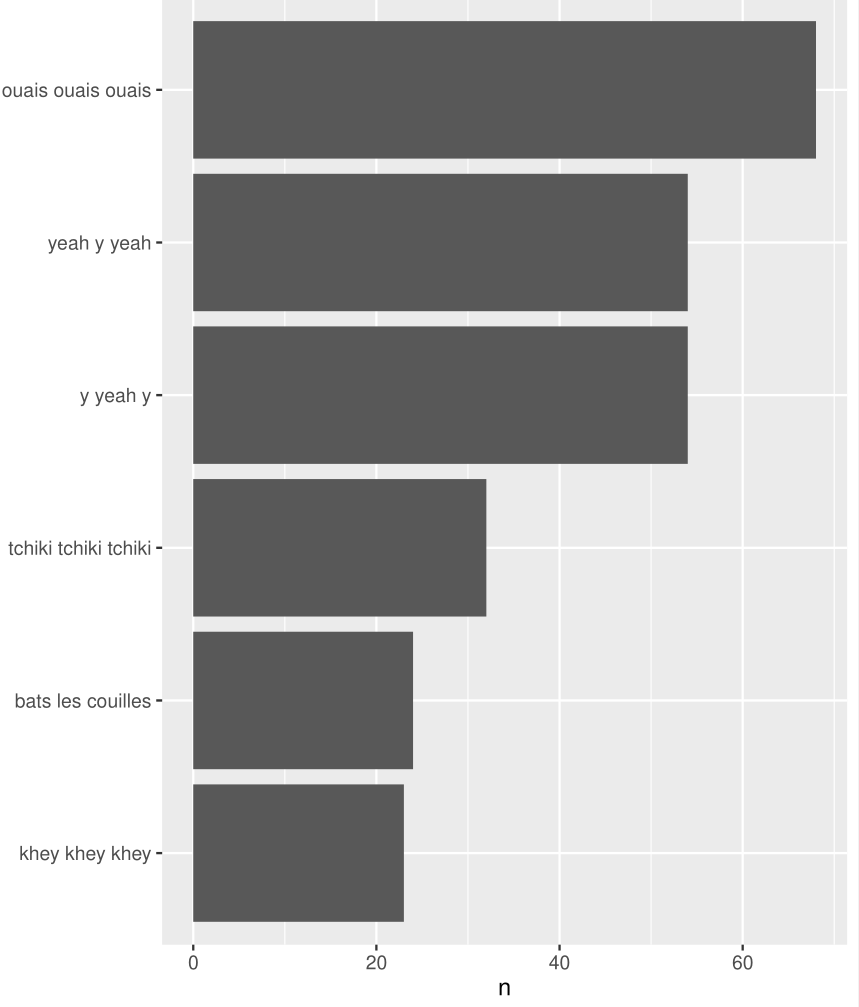 ouais ouais ouais
yeah y yeah
y yeah y
tchiki tchiki tchiki
bats les couilles
khey khey khey
0 20 40 60
n